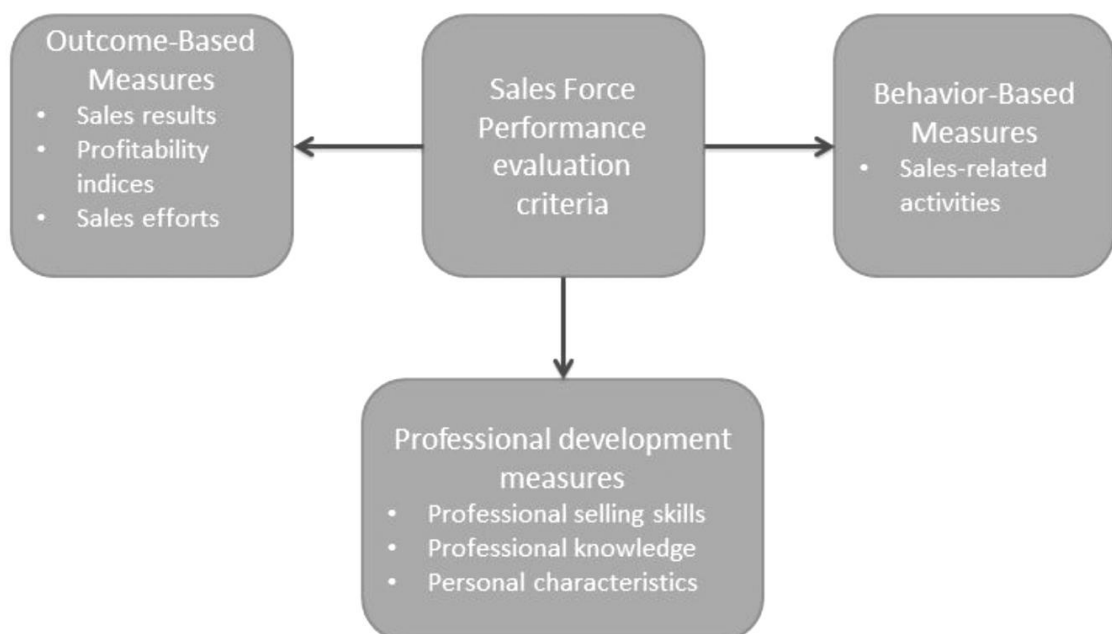 Outcome-Based
Measures
• Sales results
• Profitability
indices
• Sales efforts
Sales Force
Performance
evaluation
criteria
Behavior-Based
Measures
• Sales-related
activities
Professional development
measures
• Professional selling skills
• Professional knowledge
• Personal characteristics